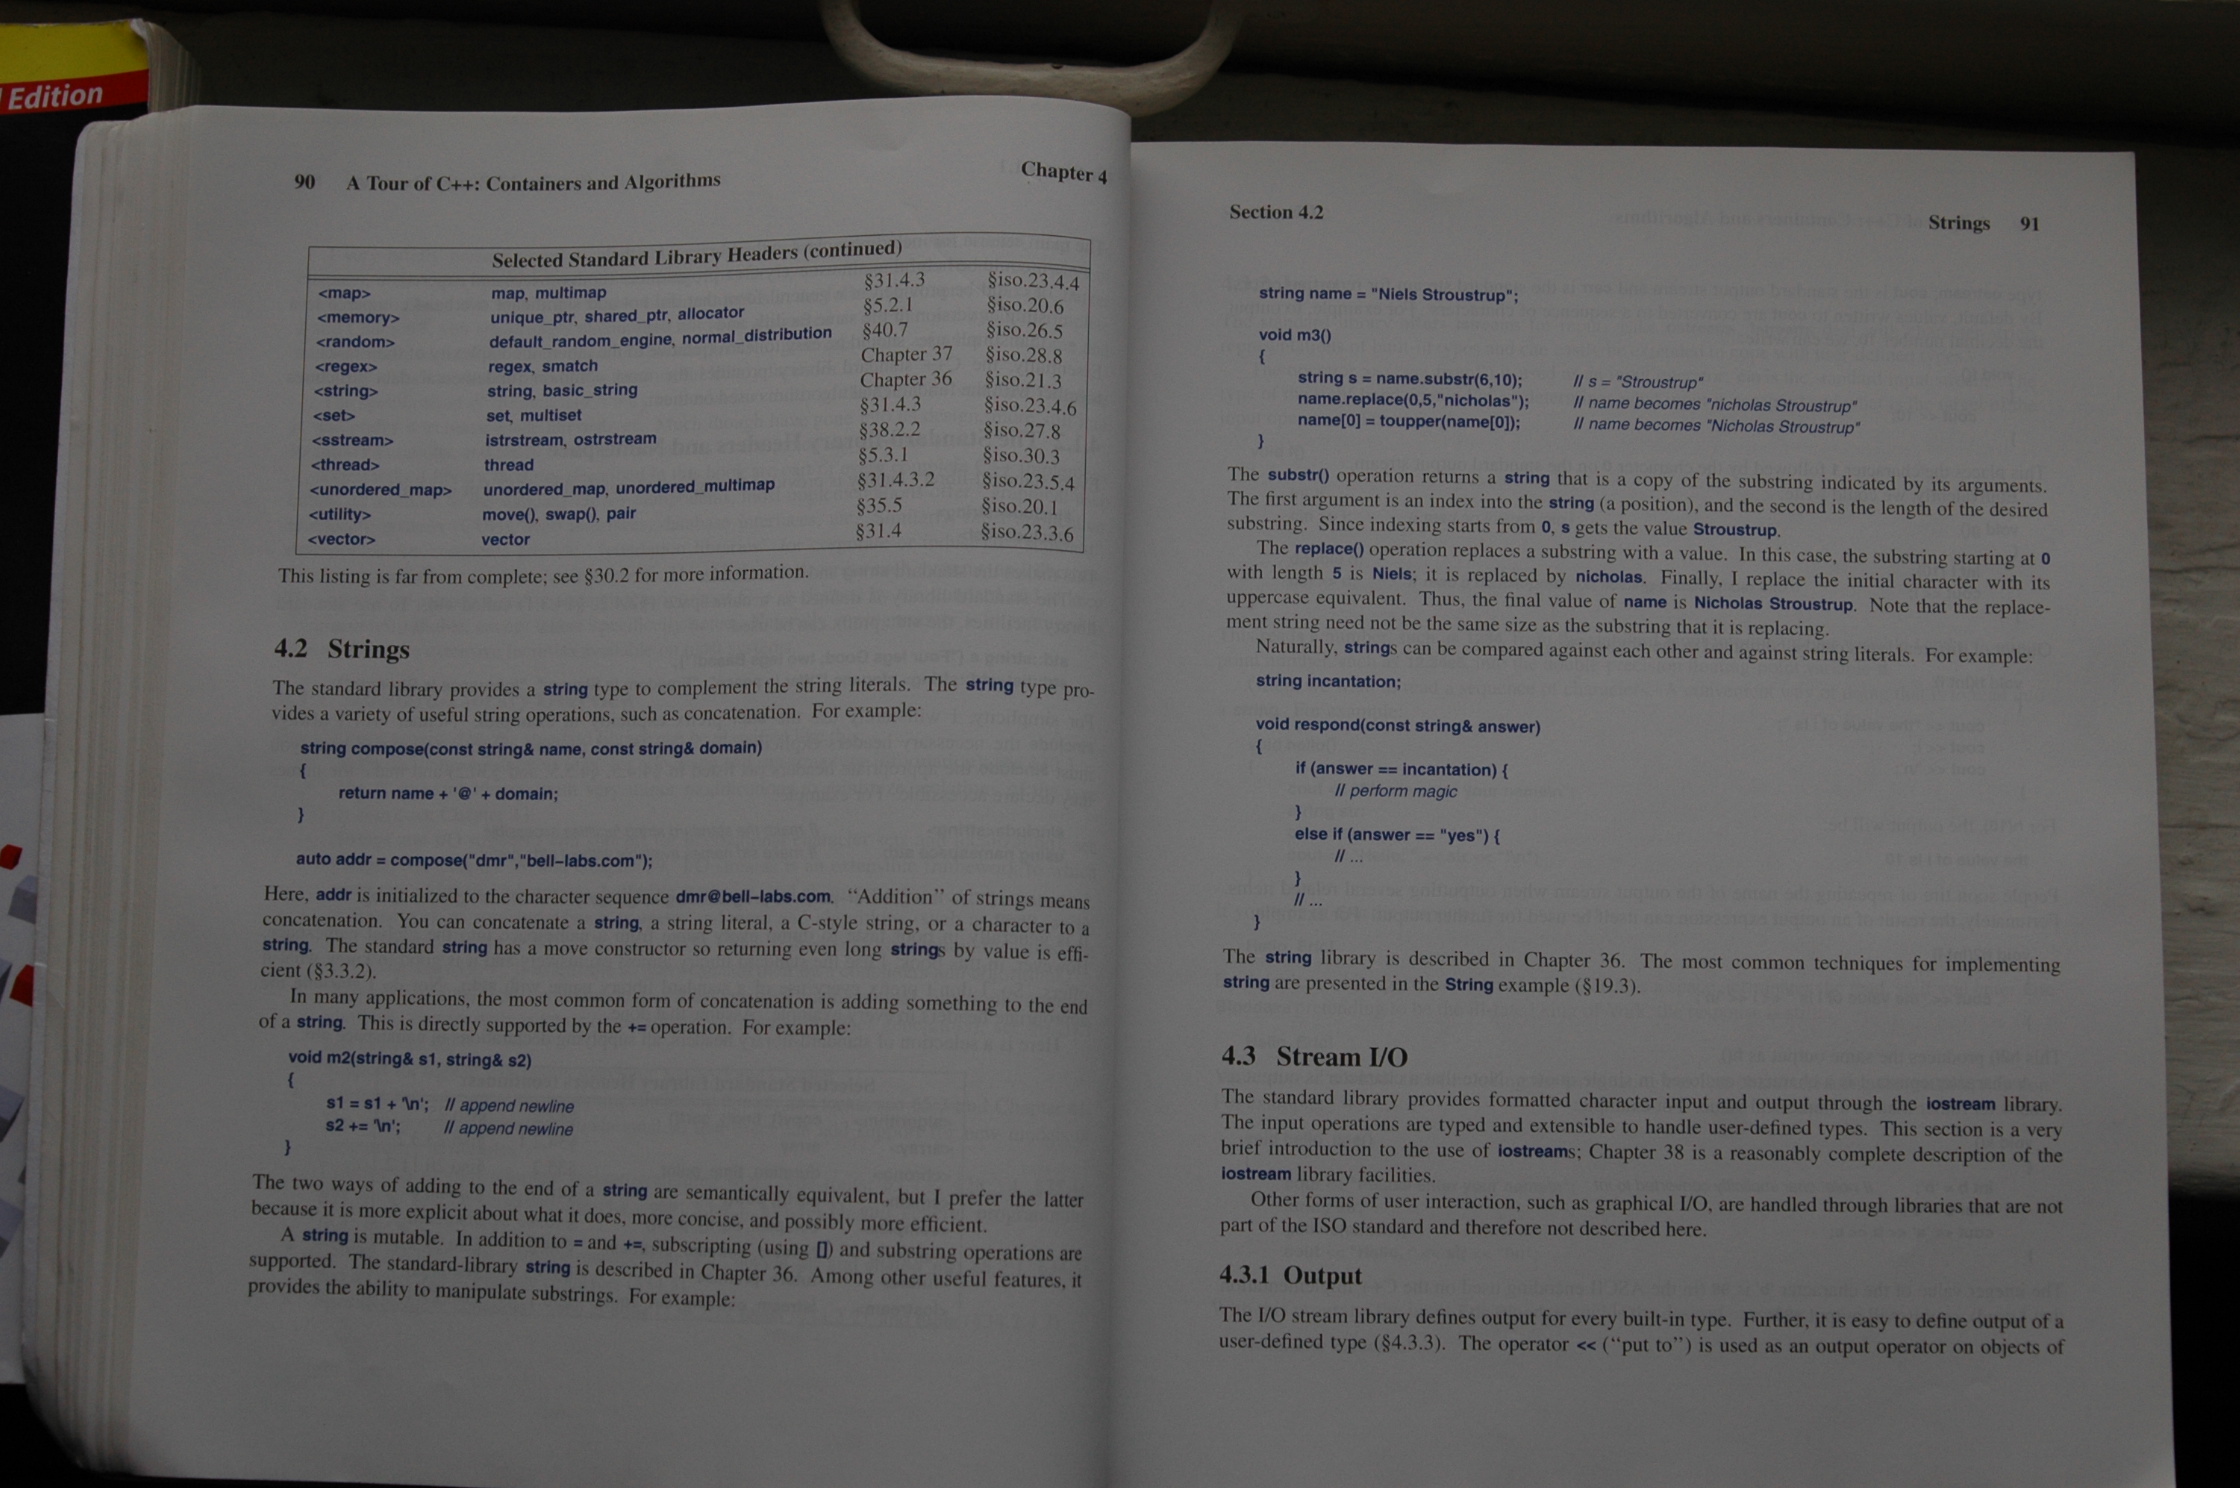 Edition
90 A Tour of C++: Containers and Algorithms Chapter 4
Selected Standard Library Headers (continued)
<map> map, multimap §31.4.3 §iso.23.4.4
<memory> unique_ptr, shared_ptr, allocator §5.2.1 §iso.20.6
<random> default_random_engine, normal_distribution §40.7 §iso.26.5
<regex> regex, smatch Chapter 37 §iso.28.8
<string> string, basic_string Chapter 36 §iso.21.3
<set> set, multiset §31.4.3 §iso.23.4.6
<sstream> istrstream, ostrstream §38.2.2 §iso.27.8
<thread> thread §5.3.1 §iso.30.3
<unordered_map> unordered_map, unordered_multimap §31.4.3.2 §iso.23.5.4
<utility> move(), swap(), pair §35.5 §iso.20.1
<vector> vector §31.4 §iso.23.3.6
This listing is far from complete; see §30.2 for more information.
4.2 Strings
The standard library provides a string type to complement the string literals. The string type pro-
vides a variety of useful string operations, such as concatenation. For example:
string compose(const string& name, const string& domain)
{
return name + '@' + domain;
}
auto addr = compose("dmr","bell–labs.com");
Here, addr is initialized to the character sequence dmr@bell–labs.com. “Addition” of strings means
concatenation. You can concatenate a string, a string literal, a C-style string, or a character to a
string. The standard string has a move constructor so returning even long strings by value is effi-
cient (§3.3.2).
In many applications, the most common form of concatenation is adding something to the end
of a string. This is directly supported by the += operation. For example:
void m2(string& s1, string& s2)
{
s1 = s1 + '\n'; // append newline
s2 += '\n'; // append newline
}
The two ways of adding to the end of a string are semantically equivalent, but I prefer the latter
because it is more explicit about what it does, more concise, and possibly more efficient.
A string is mutable. In addition to = and +=, subscripting (using []) and substring operations are
supported. The standard-library string is described in Chapter 36. Among other useful features, it
provides the ability to manipulate substrings. For example:
Section 4.2 Strings 91
string name = "Niels Stroustrup";
void m3()
{
string s = name.substr(6,10); // s = "Stroustrup"
name.replace(0,5,"nicholas"); // name becomes "nicholas Stroustrup"
name[0] = toupper(name[0]); // name becomes "Nicholas Stroustrup"
}
The substr() operation returns a string that is a copy of the substring indicated by its arguments.
The first argument is an index into the string (a position), and the second is the length of the desired
substring. Since indexing starts from 0, s gets the value Stroustrup.
The replace() operation replaces a substring with a value. In this case, the substring starting at 0
with length 5 is Niels; it is replaced by nicholas. Finally, I replace the initial character with its
uppercase equivalent. Thus, the final value of name is Nicholas Stroustrup. Note that the replace-
ment string need not be the same size as the substring that it is replacing.
Naturally, strings can be compared against each other and against string literals. For example:
string incantation;
void respond(const string& answer)
{
if (answer == incantation) {
// perform magic
}
else if (answer == "yes") {
// ...
}
// ...
}
The string library is described in Chapter 36. The most common techniques for implementing
string are presented in the String example (§19.3).
4.3 Stream I/O
The standard library provides formatted character input and output through the iostream library.
The input operations are typed and extensible to handle user-defined types. This section is a very
brief introduction to the use of iostreams; Chapter 38 is a reasonably complete description of the
iostream library facilities.
Other forms of user interaction, such as graphical I/O, are handled through libraries that are not
part of the ISO standard and therefore not described here.
4.3.1 Output
The I/O stream library defines output for every built-in type. Further, it is easy to define output of a
user-defined type (§4.3.3). The operator << (“put to”) is used as an output operator on objects of